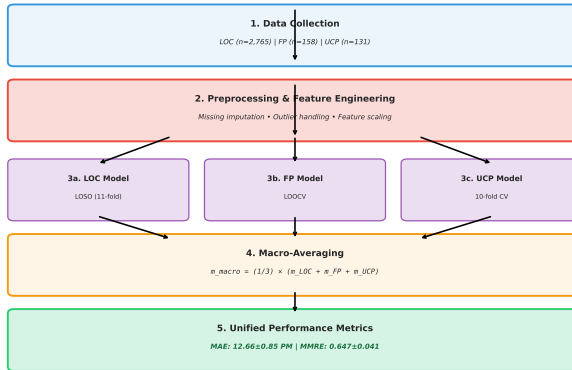 1. Data Collection
LOC (n=2,765) | FP (n=158) | UCP (n=131)
2. Preprocessing & Feature Engineering
Missing imputation • Outlier handling • Feature scaling
3a. LOC Model
LOSO (11-fold)
3b. FP Model
LOOCV
3c. UCP Model
10-fold CV
4. Macro-Averaging
m_macro = (1/3) × (m_LOC + m_FP + m_UCP)
5. Unified Performance Metrics
MAE: 12.66±0.85 PM | MMRE: 0.647±0.041